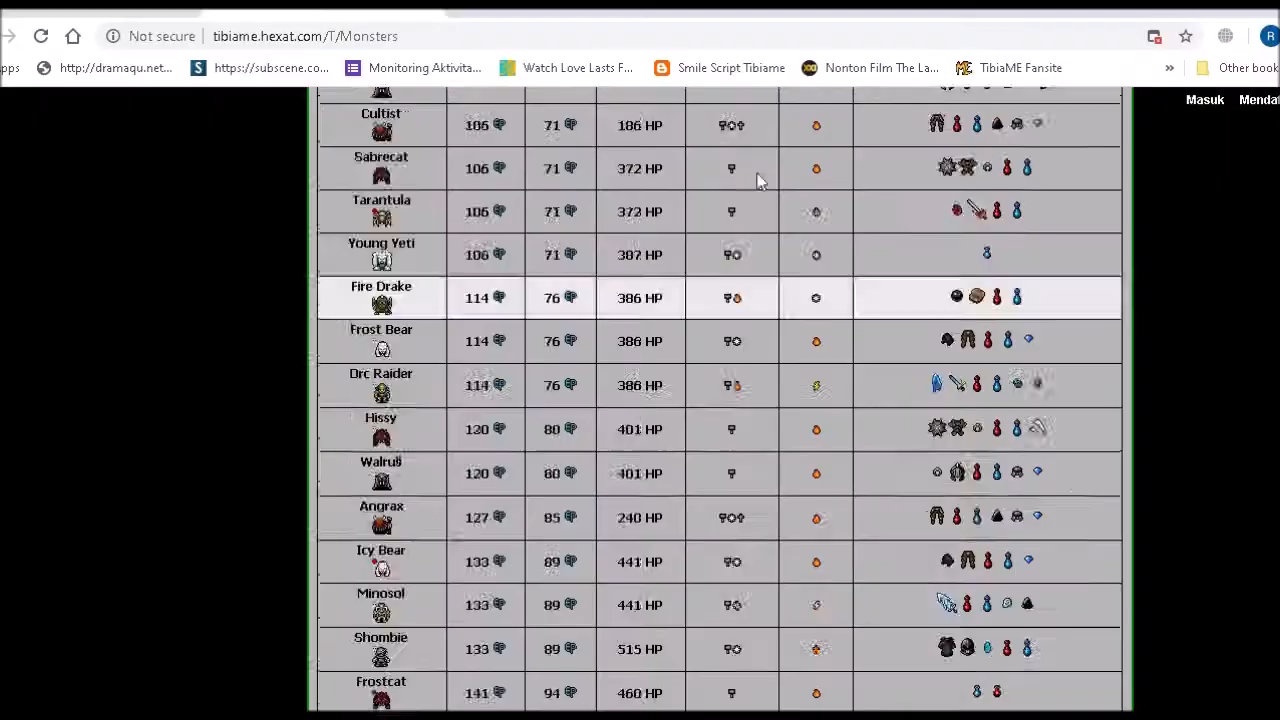 Not secure tibiame.hexat.com/T/Monsters R
pps http://dramaqu.net... S https://subscene.co... Monitoring Aktivita... Watch Love Lasts F... Smile Script Tibiame Nonton Film The La... TibiaME Fansite » Other book
Masuk Mendat
Cultist 106 71 186 HP
Sabrecat 106 71 372 HP
Tarantula 106 71 372 HP
Young Yeti 106 71 387 HP
Fire Drake 114 76 386 HP
Frost Bear 114 76 386 HP
Orc Raider 114 76 386 HP
Hissy 120 80 401 HP
Walrus 120 80 401 HP
Angrax 127 85 240 HP
Icy Bear 133 89 441 HP
Minosol 133 89 441 HP
Shombie 133 89 515 HP
Frostcat 141 94 460 HP